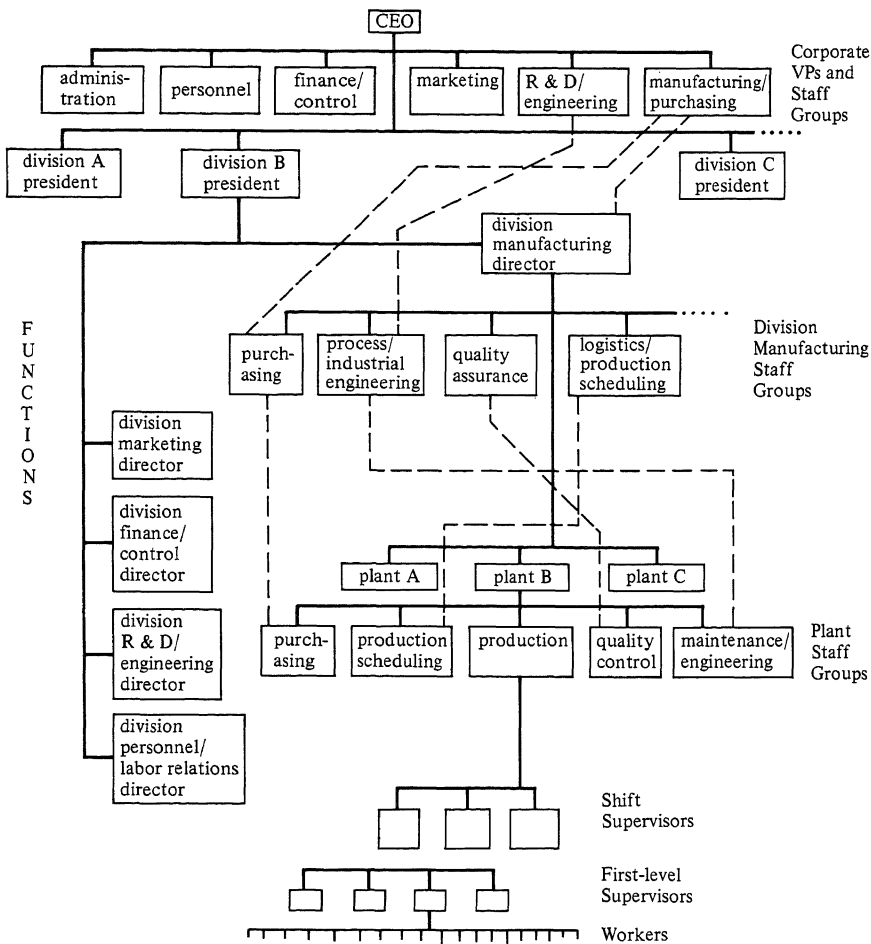 CEO
Corporate
VPs and
Staff
Groups
adminis-
tration
personnel
finance/
control
marketing
R & D/
engineering
manufacturing/
purchasing
division A
president
division B
president
division C
president
division
manufacturing
director
FUNCTIONS
purch-
asing
process/
industrial
engineering
quality
assurance
logistics/
production
scheduling
Division
Manufacturing
Staff
Groups
division
marketing
director
division
finance/
control
director
division
R & D/
engineering
director
division
personnel/
labor relations
director
plant A
plant B
plant C
purch-
asing
production
scheduling
production
quality
control
maintenance/
engineering
Plant
Staff
Groups
Shift
Supervisors
First-level
Supervisors
Workers